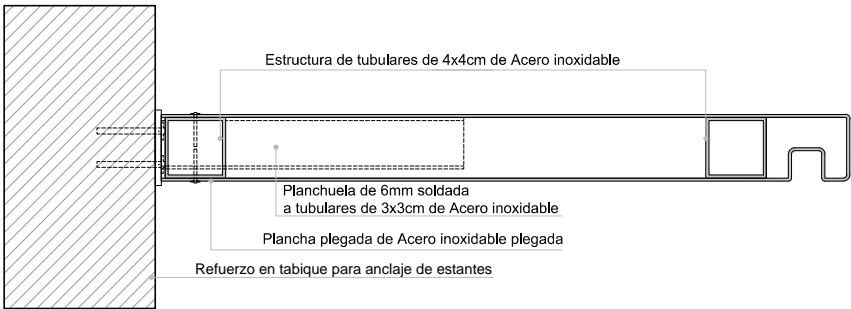 Estructura de tubulares de 4x4cm de Acero inoxidable
Planchuela de 6mm soldada
a tubulares de 3x3cm de Acero inoxidable
Plancha plegada de Acero inoxidable plegada
Refuerzo en tabique para anclaje de estantes